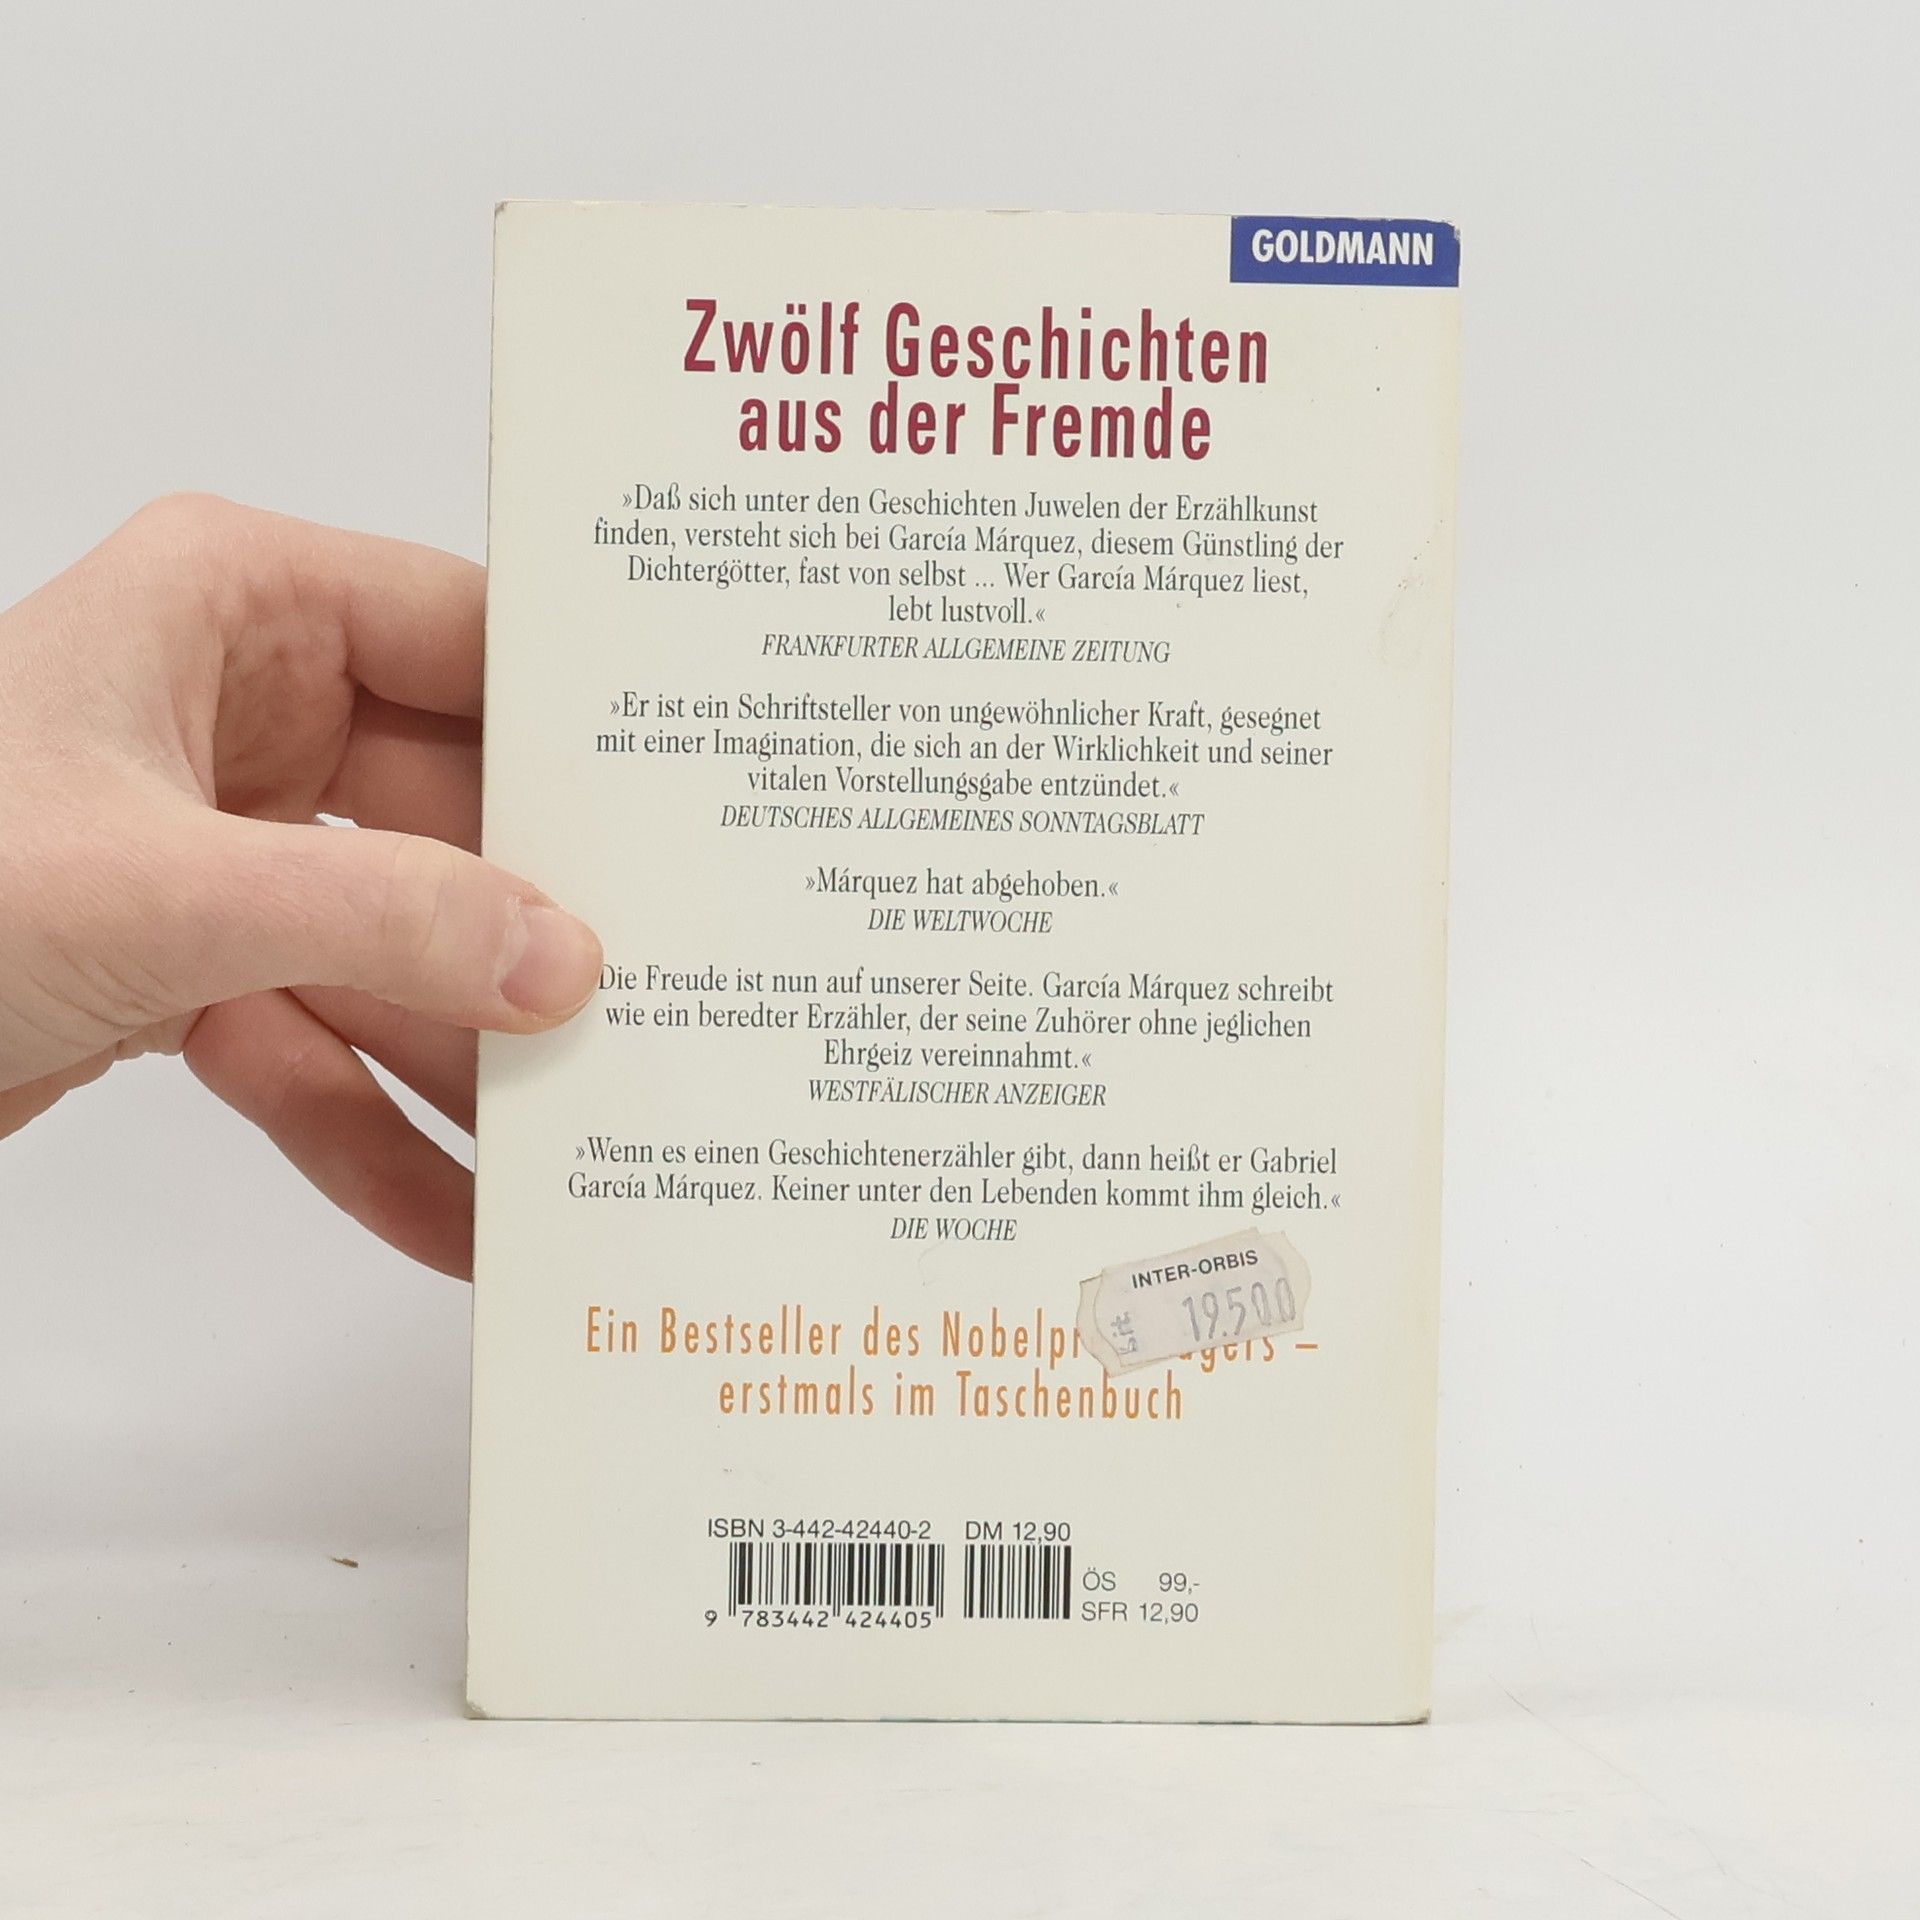 GOLDMANN
Zwölf Geschichten
aus der Fremde
»Daß sich unter den Geschichten Juwelen der Erzählkunst
finden, versteht sich bei García Márquez, diesem Günstling der
Dichtergötter, fast von selbst ... Wer García Márquez liest,
lebt lustvoll.«
FRANKFURTER ALLGEMEINE ZEITUNG
»Er ist ein Schriftsteller von ungewöhnlicher Kraft, gesegnet
mit einer Imagination, die sich an der Wirklichkeit und seiner
vitalen Vorstellungsgabe entzündet.«
DEUTSCHES ALLGEMEINES SONNTAGSBLATT
»Márquez hat abgehoben.«
DIE WELTWOCHE
Die Freude ist nun auf unserer Seite. García Márquez schreibt
wie ein beredter Erzähler, der seine Zuhörer ohne jeglichen
Ehrgeiz vereinnahmt.«
WESTFÄLISCHER ANZEIGER
»Wenn es einen Geschichtenerzähler gibt, dann heißt er Gabriel
García Márquez. Keiner unter den Lebenden kommt ihm gleich.«
DIE WOCHE
INTER-ORBIS
Lit. 19.500
Ein Bestseller des –
erstmals im Taschenbuch
ISBN 3-442-42440-2 DM 12,90
ÖS 99,-
SFR 12,90
9 783442 424405